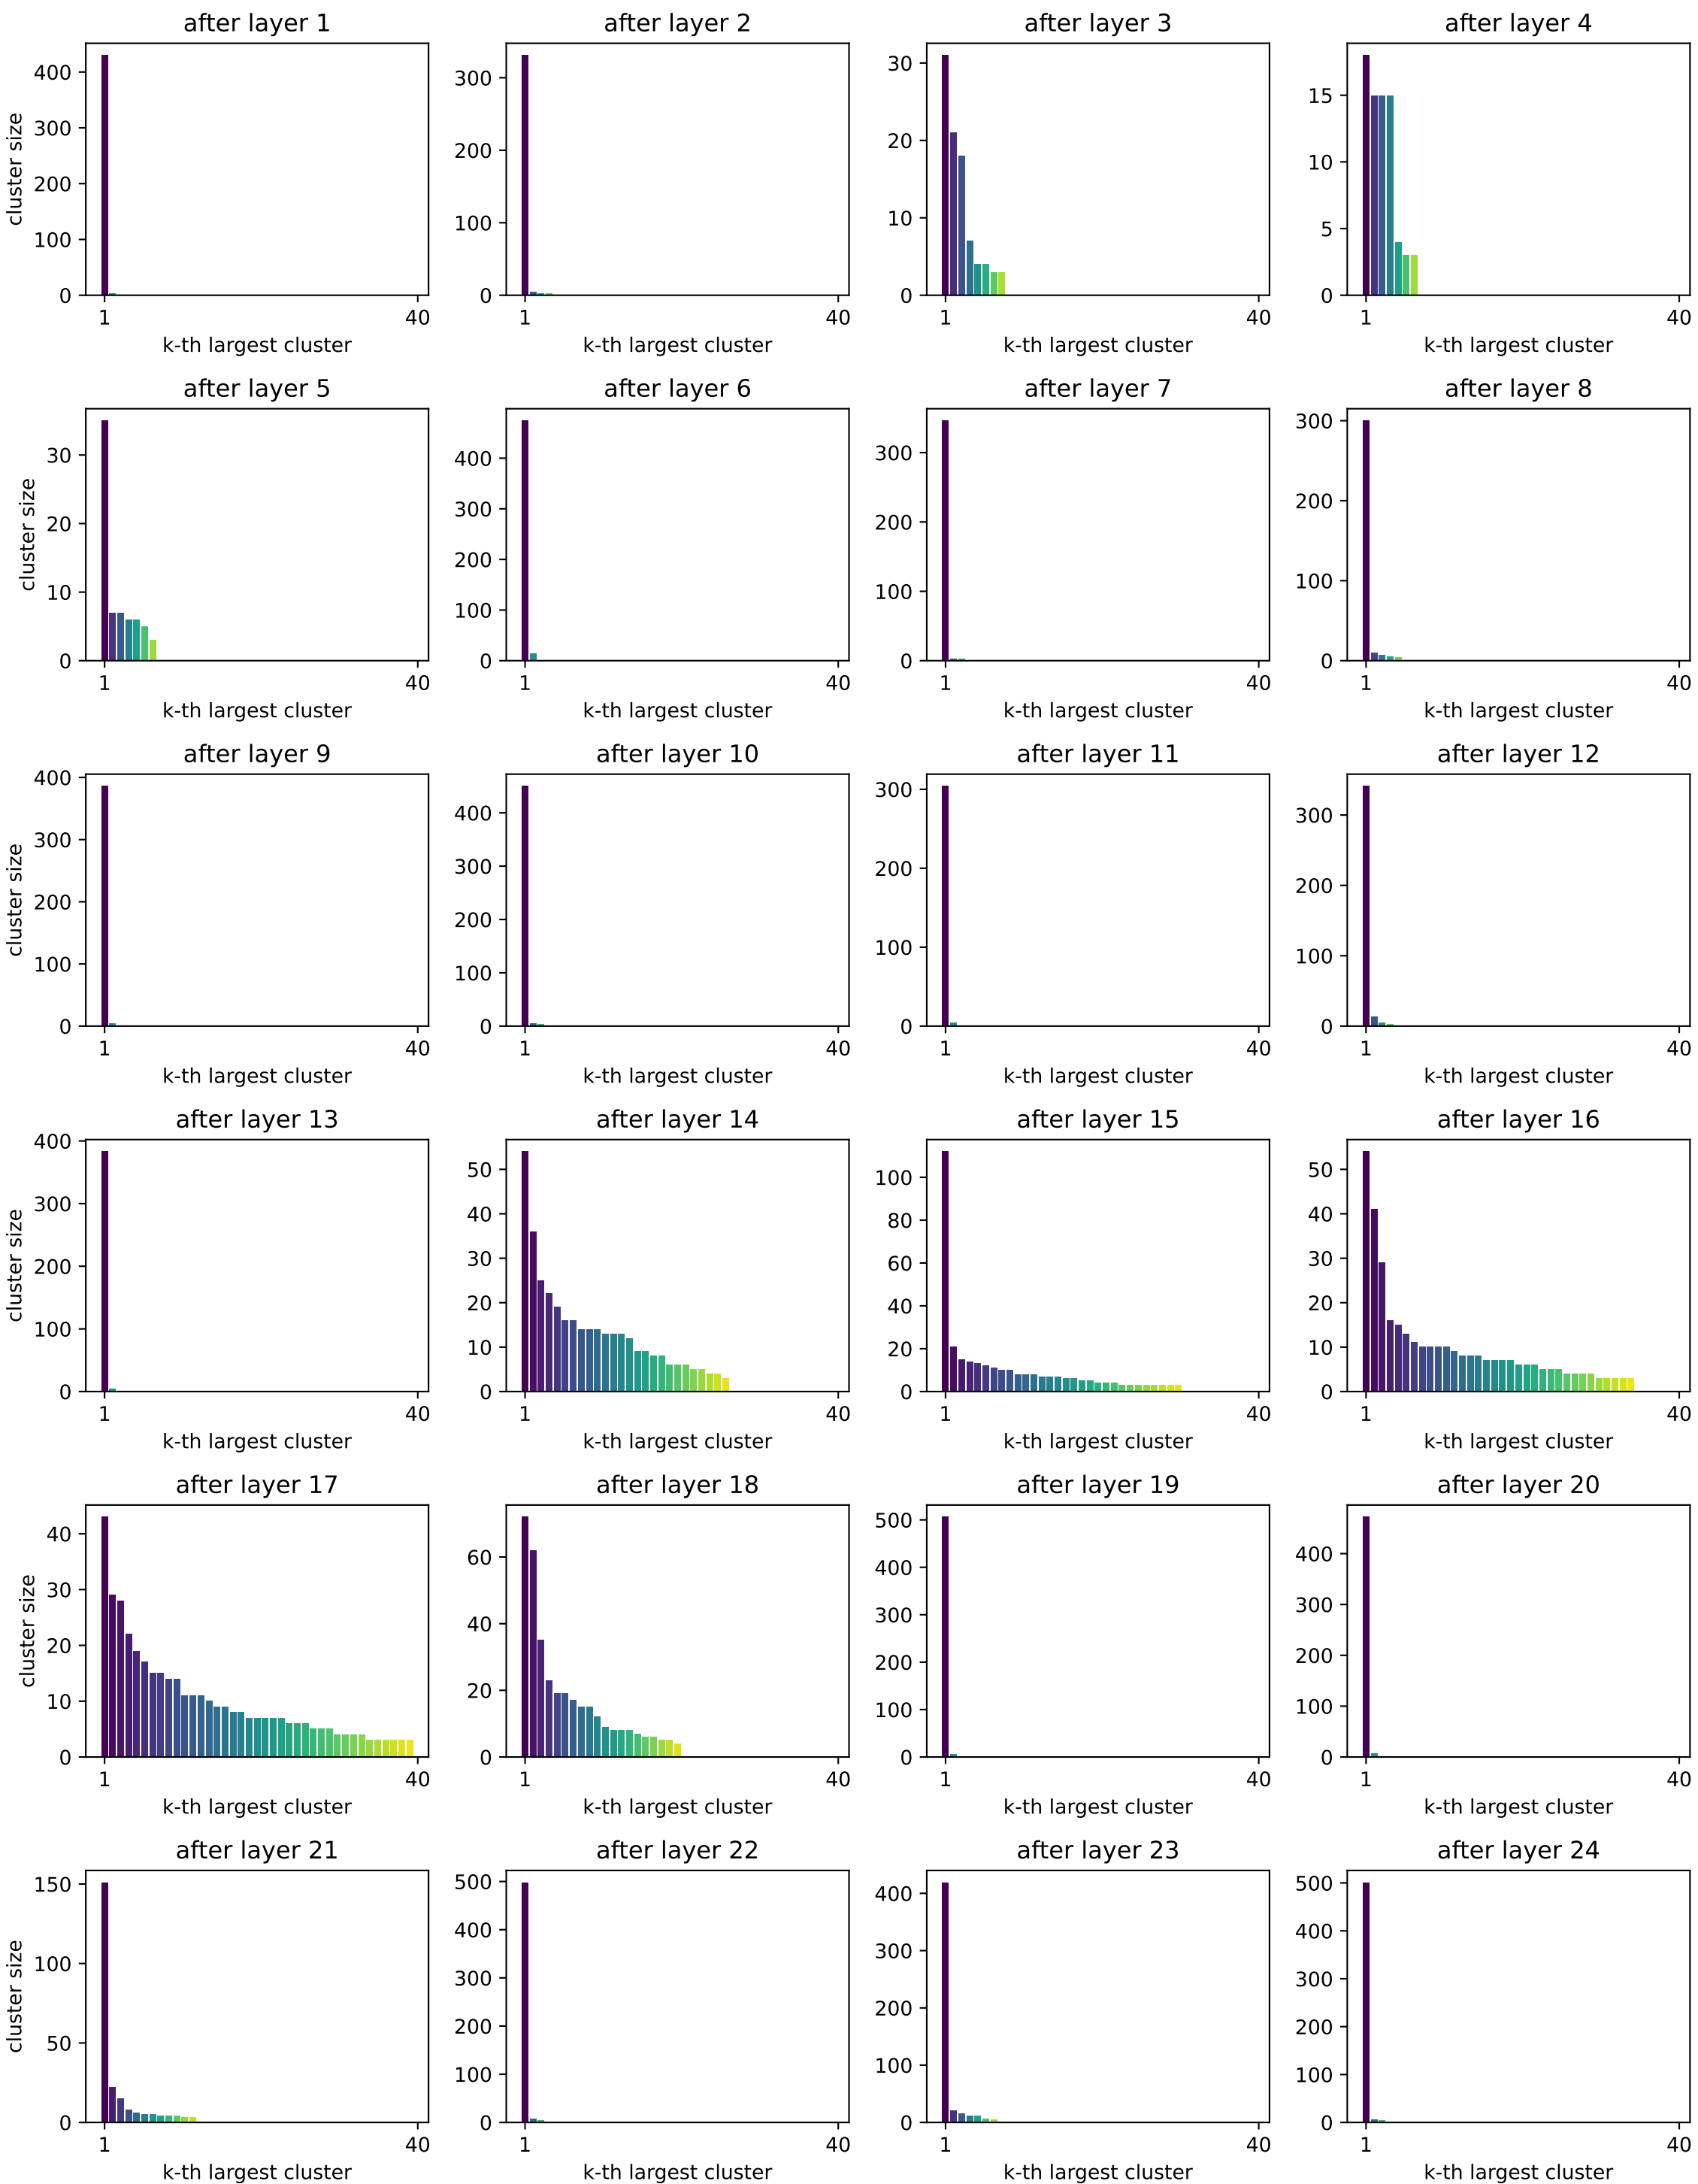 after layer 1
after layer 2
after layer 3
after layer 4
cluster size
400
300
200
100
0
300
200
100
0
30
20
10
0
15
10
5
0
1 40
1 40
1 40
1 40
k-th largest cluster
k-th largest cluster
k-th largest cluster
k-th largest cluster
after layer 5
after layer 6
after layer 7
after layer 8
cluster size
30
20
10
0
400
300
200
100
0
300
200
100
0
300
200
100
0
1 40
1 40
1 40
1 40
k-th largest cluster
k-th largest cluster
k-th largest cluster
k-th largest cluster
after layer 9
after layer 10
after layer 11
after layer 12
cluster size
400
300
200
100
0
400
300
200
100
0
300
200
100
0
300
200
100
0
1 40
1 40
1 40
1 40
k-th largest cluster
k-th largest cluster
k-th largest cluster
k-th largest cluster
after layer 13
after layer 14
after layer 15
after layer 16
cluster size
400
300
200
100
0
50
40
30
20
10
0
100
80
60
40
20
0
50
40
30
20
10
0
1 40
1 40
1 40
1 40
k-th largest cluster
k-th largest cluster
k-th largest cluster
k-th largest cluster
after layer 17
after layer 18
after layer 19
after layer 20
cluster size
40
30
20
10
0
60
40
20
0
500
400
300
200
100
0
400
300
200
100
0
1 40
1 40
1 40
1 40
k-th largest cluster
k-th largest cluster
k-th largest cluster
k-th largest cluster
after layer 21
after layer 22
after layer 23
after layer 24
cluster size
150
100
50
0
500
400
300
200
100
0
400
300
200
100
0
500
400
300
200
100
0
1 40
1 40
1 40
1 40
k-th largest cluster
k-th largest cluster
k-th largest cluster
k-th largest cluster